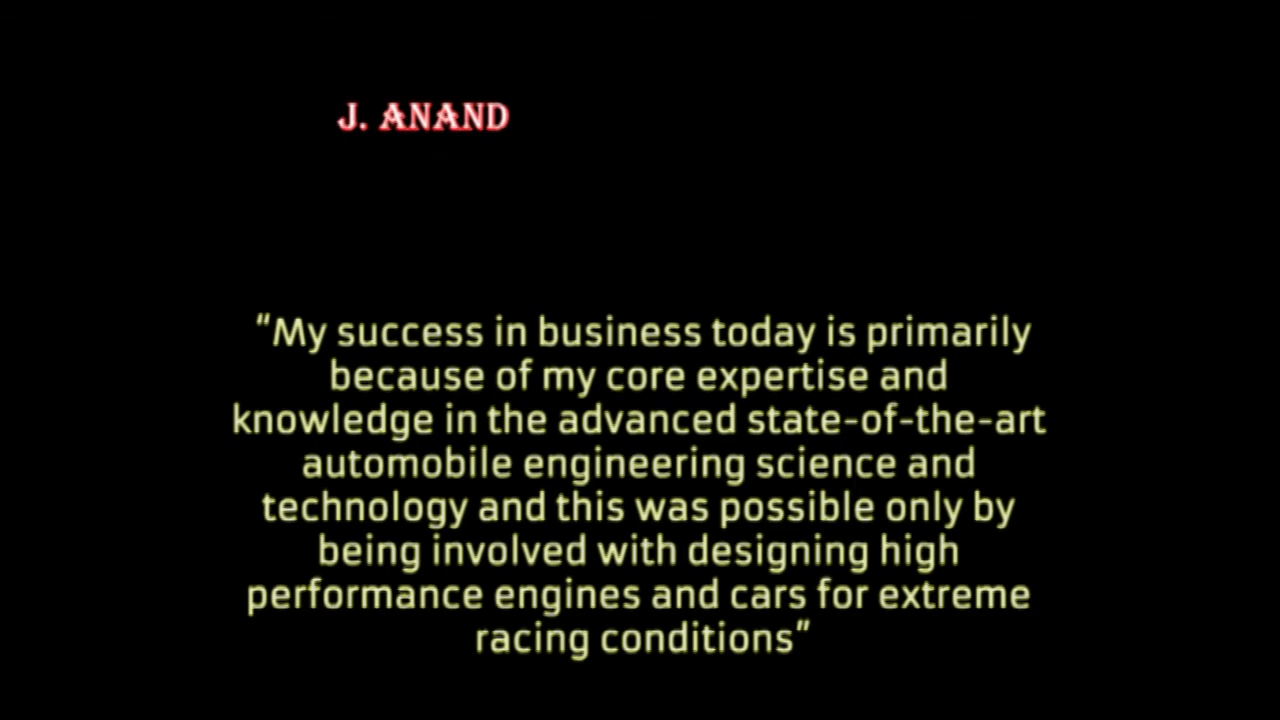 J. ANAND
“My success in business today is primarily
because of my core expertise and
knowledge in the advanced state-of-the-art
automobile engineering science and
technology and this was possible only by
being involved with designing high
performance engines and cars for extreme
racing conditions”